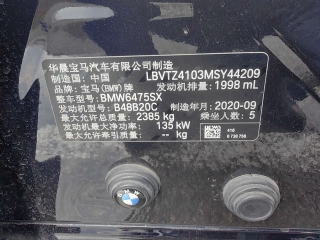 华晨宝马汽车有限公司制造
制造国：中国 LBVTZ4103MSY44209
品牌：宝马(BMW)牌 发动机排量：1998 mL
整车型号：BMW6475SX
发动机型号：B48B20C 制造年月：2020-09
最大允许总质量：2385 kg 乘坐人数：5
发动机最大净功率：135 kW
最大允许牵引质量：-- kg
416
BMW